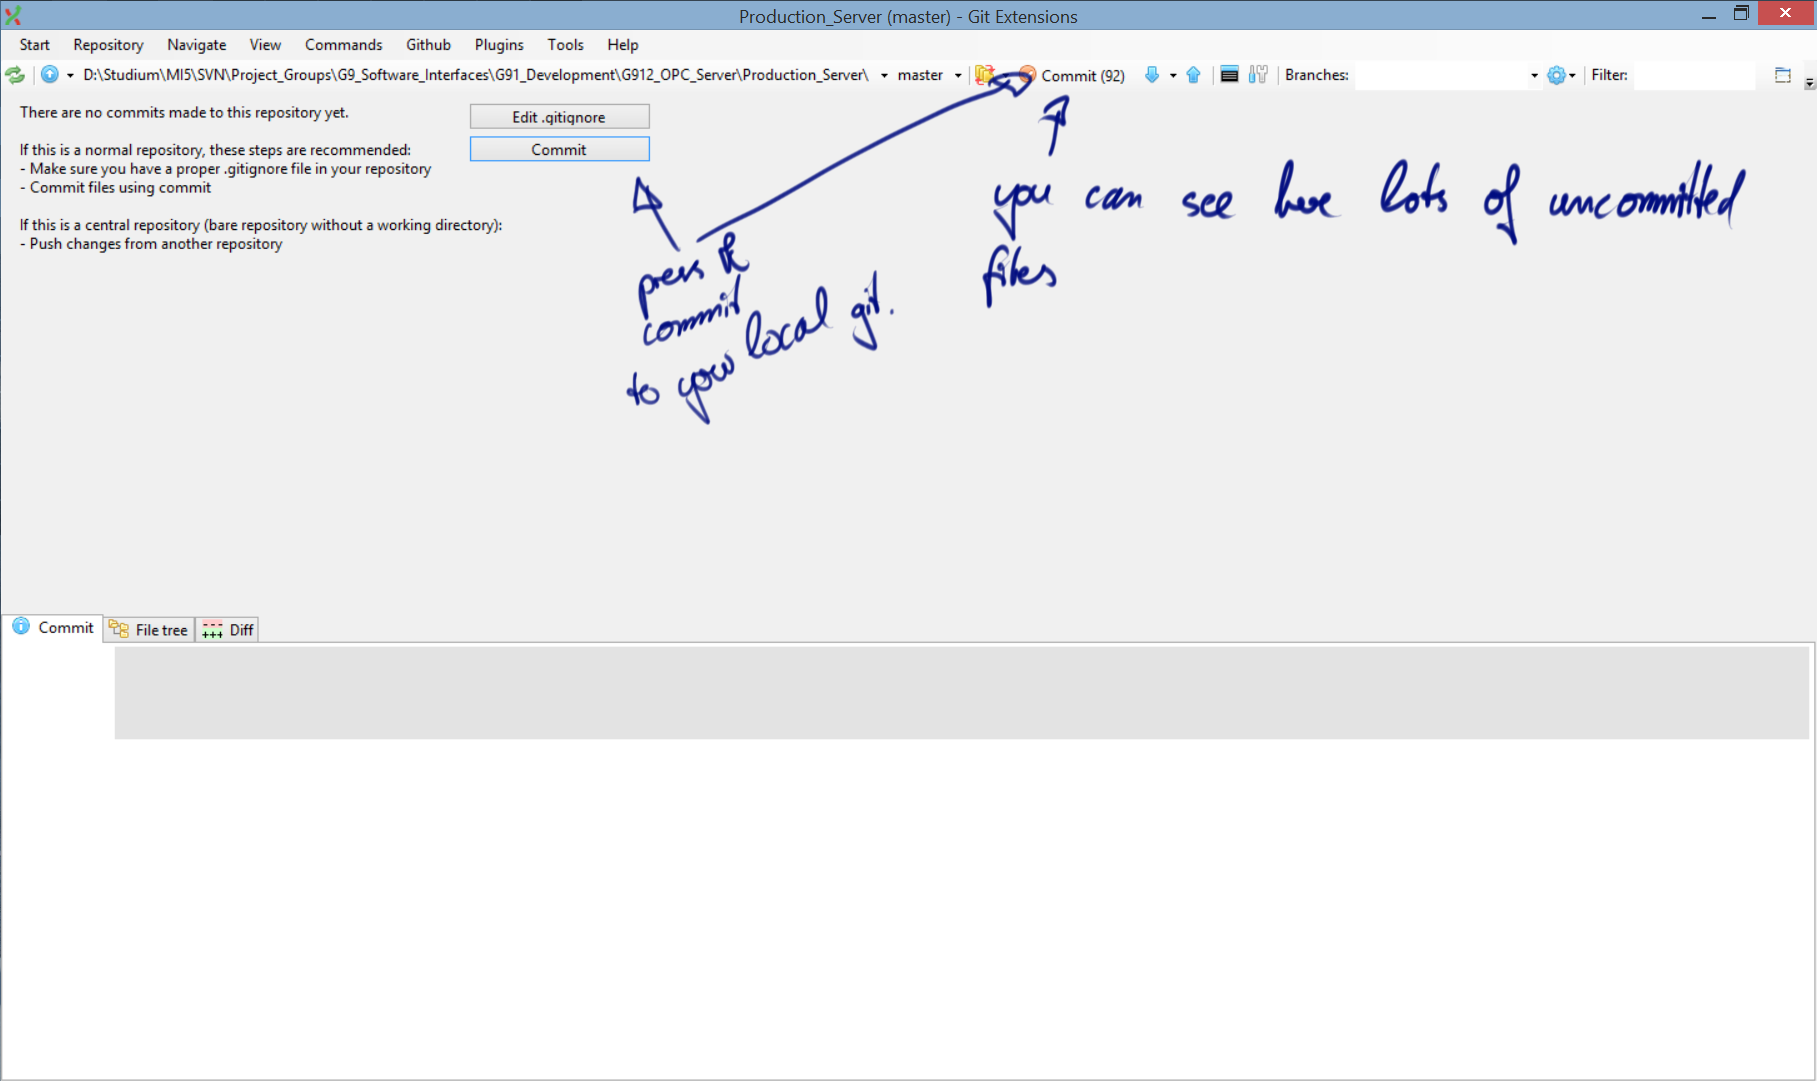 Production_Server (master) - Git Extensions
Start Repository Navigate View Commands Github Plugins Tools Help
D:\Studium\MI5\SVN\Project_Groups\G9_Software_Interfaces\G91_Development\G912_OPC_Server\Production_Server\ master Commit (92) Branches: Filter:
There are no commits made to this repository yet.
Edit .gitignore
If this is a normal repository, these steps are recommended:
Commit
- Make sure you have a proper .gitignore file in your repository
- Commit files using commit
If this is a central repository (bare repository without a working directory):
- Push changes from another repository
you can see here lots of uncommitted
files
press &
commit
to your local git.
Commit File tree Diff